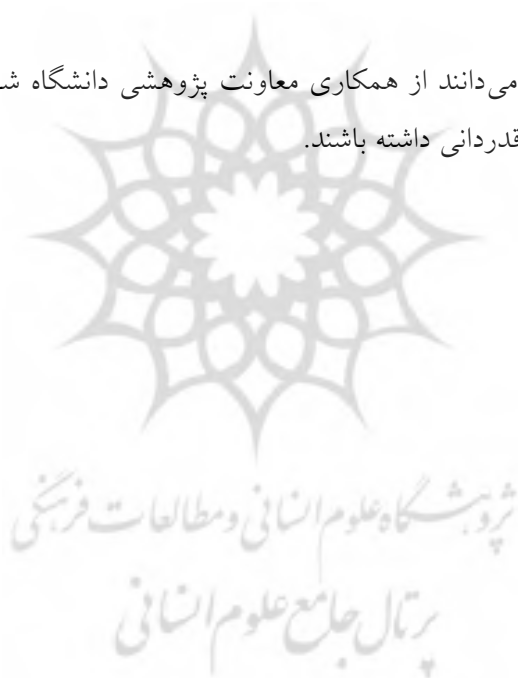 می‌دانند از همکاری معاونت پژوهشی دانشگاه
قدردانی داشته باشند.
پژوهشگاه علوم انسانی و مطالعات فرهنگی
پرتال جامع علوم انسانی